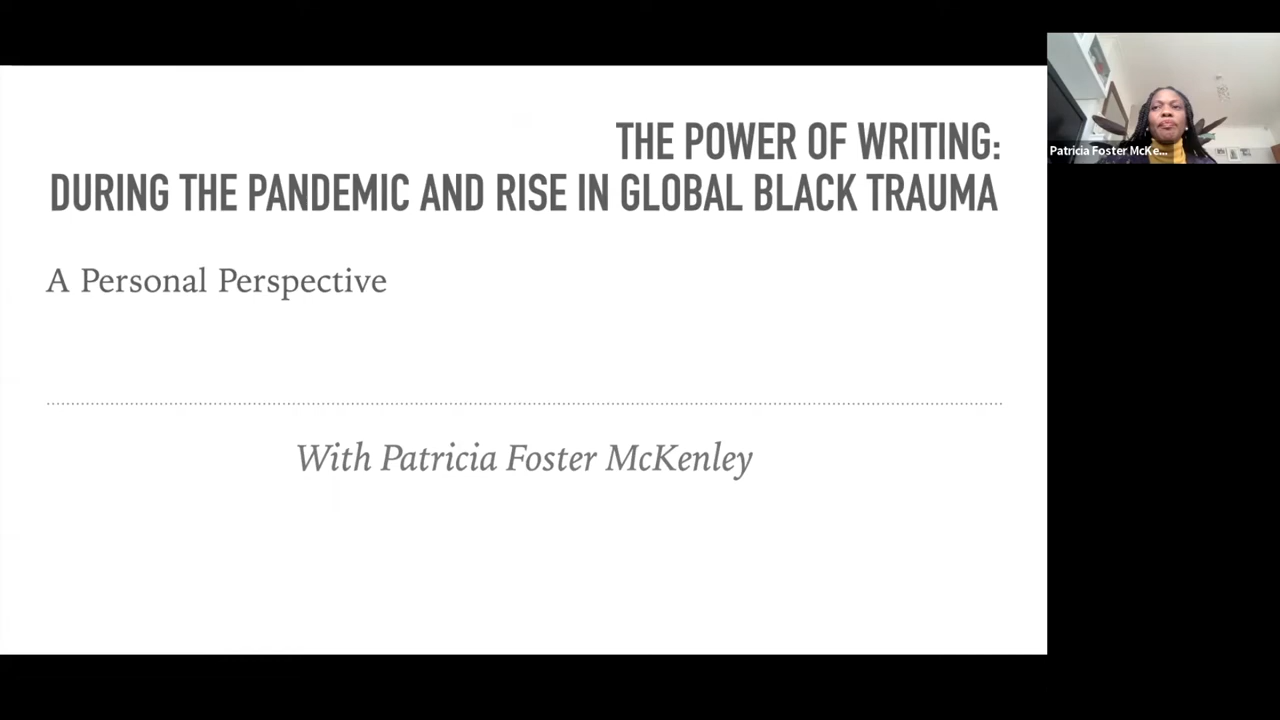 THE POWER OF WRITING:
DURING THE PANDEMIC AND RISE IN GLOBAL BLACK TRAUMA
A Personal Perspective
With Patricia Foster McKenley
Patricia Foster McKe...